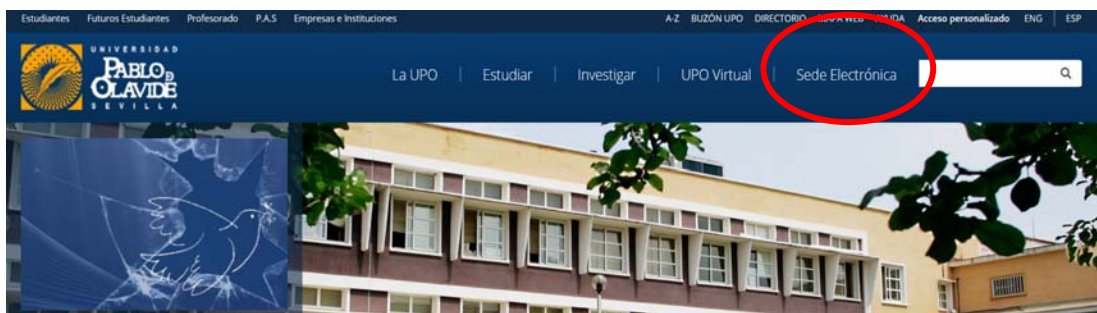 Estudiantes Futuros Estudiantes Profesorado P.A.S Empresas e Instituciones A-Z BUZÓN UPO DIRECTORIO WEB Acceso personalizado ENG ESP
UNIVERSIDAD
PABLO DE
OLAVIDE
SEVILLA
La UPO Estudiar Investigar UPO Virtual Sede Electrónica